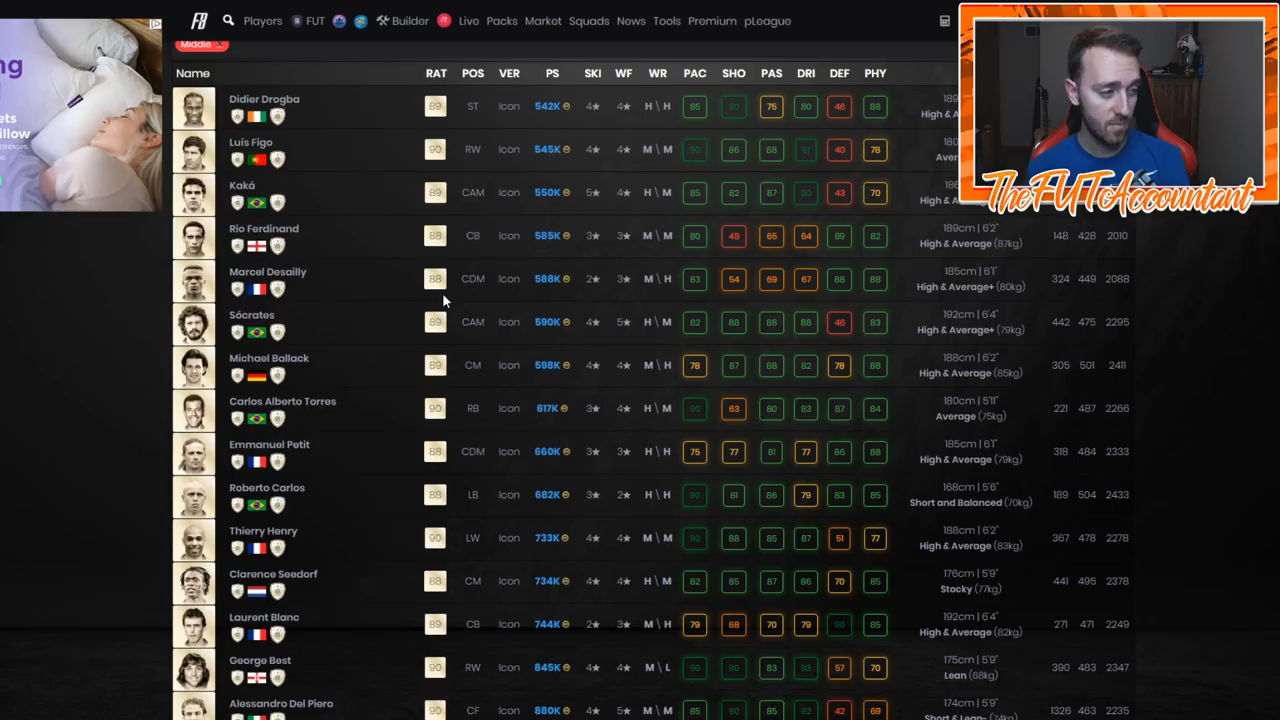 FB Players FUT Builder Live Packs Market Squads News Tools Premium pLeague
Middle ×
Name RAT POS VER PS SKI WF WR PAC SHO PAS DRI DEF PHY
Didier Drogba 89 ST Icon 542K 4★ 4★ H \ H 85 90 75 80 46 88 189
High & A
Luís Figo 90 RW Icon 545K 4★ 4★ M \ M 90 86 88 91 40 78 180
Aver
Kaká 89 CAM Icon 550K 5★ 4★ H \ M 85 82 87 90 43 70 186
High & A
Rio Ferdinand 88 CB Icon 585K 3★ 3★ M \ M 80 48 65 64 89 82 189cm | 6'2" 148 428 2010
High & Average (87kg)
Marcel Desailly 88 CDM Icon 588K 2★ 3★ M \ H 83 54 69 67 88 88 185cm | 6'1" 324 449 2088
High & Average+ (80kg)
Sócrates 89 CAM Icon 590K 4★ 5★ H \ M 82 88 88 88 46 83 192cm | 6'4" 442 475 2295
High & Average+ (79kg)
Michael Ballack 89 CM Icon 598K 4★ 4★ M \ H 78 87 88 82 78 88 188cm | 6'2" 305 501 2411
High & Average (85kg)
Carlos Alberto Torres 90 RB Icon 617K 3★ 4★ H \ M 90 63 80 83 87 84 180cm | 5'11" 221 487 2266
Average (75kg)
Emmanuel Petit 88 CDM Icon 660K 3★ 3★ M \ H 75 77 81 77 86 88 185cm | 6'1" 318 484 2333
High & Average (79kg)
Roberto Carlos 88 LB Icon 682K 3★ 2★ H \ H 90 81 86 79 83 85 168cm | 5'6" 189 504 2433
Short and Balanced (70kg)
Thierry Henry 90 LW Icon 733K 4★ 4★ M \ M 90 88 85 87 51 77 188cm | 6'2" 367 478 2278
High & Average (83kg)
Clarence Seedorf 88 CM Icon 734K 4★ 4★ H \ M 82 85 87 86 70 85 176cm | 5'9" 441 495 2378
Stocky (77kg)
Laurent Blanc 89 CB Icon 744K 2★ 3★ M \ H 79 68 70 79 90 85 192cm | 6'4" 271 471 2249
High & Average (82kg)
George Best 90 RW Icon 845K 4★ 4★ M \ L 90 90 83 93 57 70 175cm | 5'9" 390 483 2347
Lean (68kg)
Alessandro Del Piero 90 CF Icon 880K 4★ 5★ M \ M 85 90 85 92 42 69 174cm | 5'9" 1326 463 2235
Short & Lean- (74kg)
TheFUTAccountant
ng
ets
illow